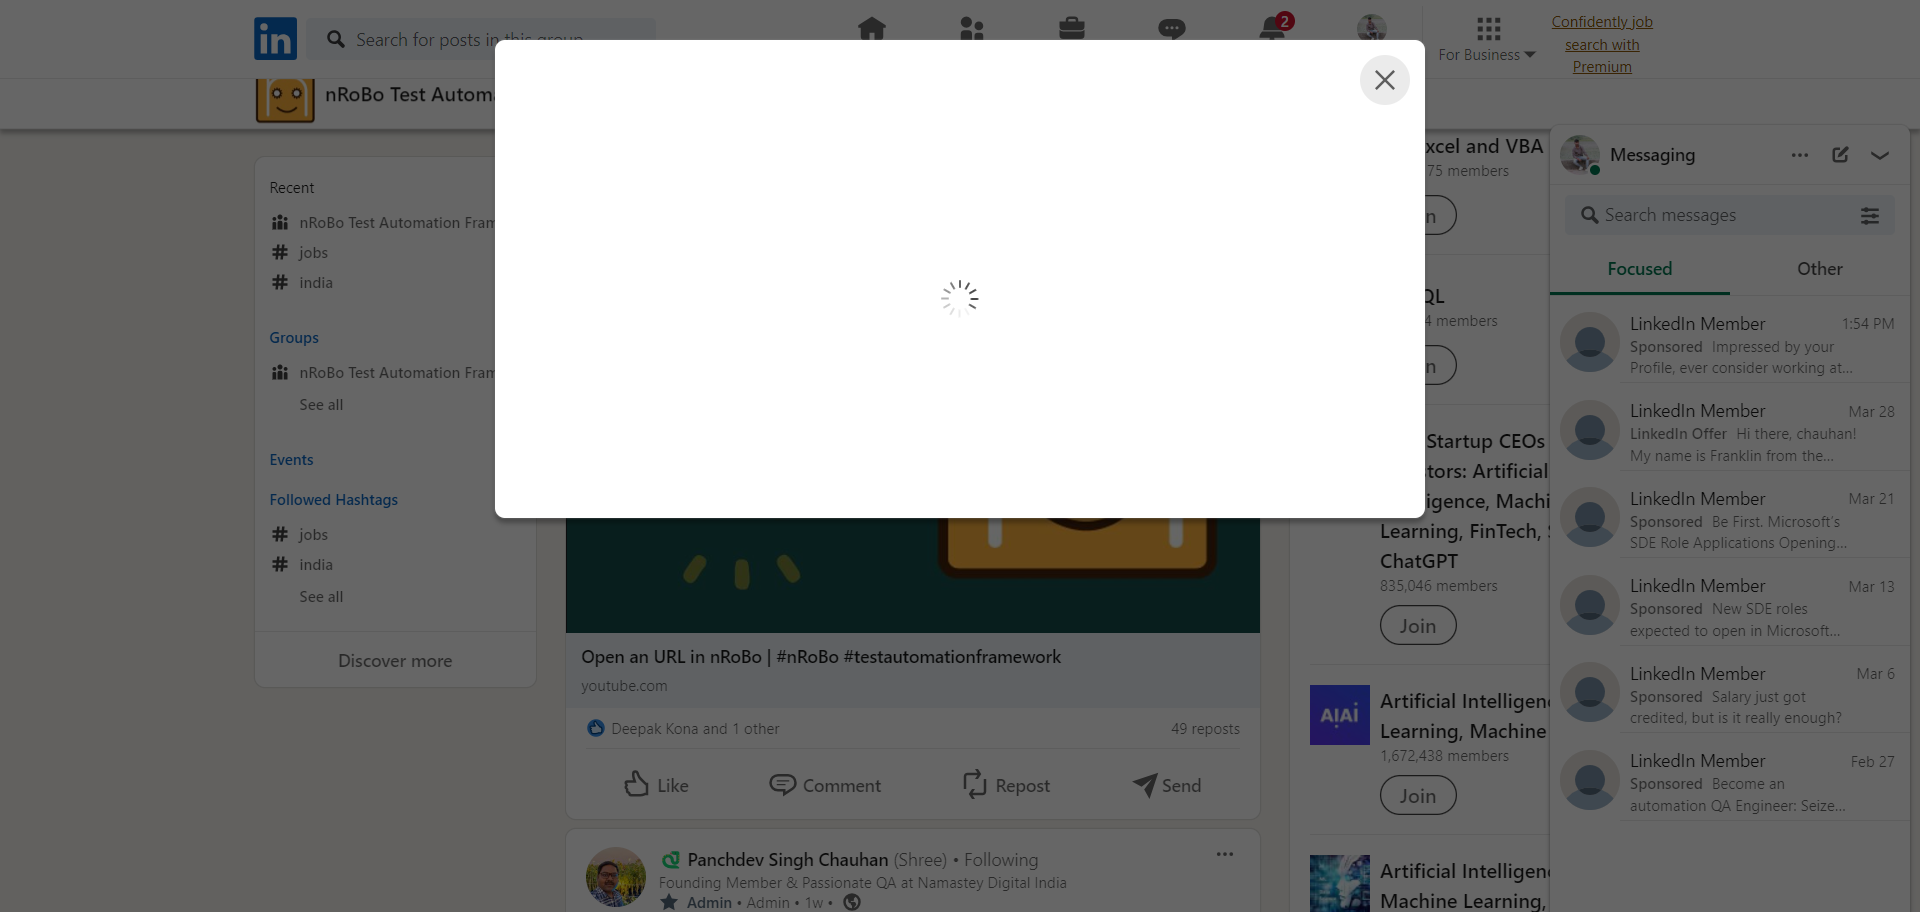 in
Search for posts in this group
2
For Business
Confidently job
search with
Premium
nRoBo Test Autom
Recent
nRoBo Test Automation Fram
jobs
india
Groups
nRoBo Test Automation Fram
See all
Events
Followed Hashtags
jobs
india
See all
Discover more
Open an URL in nRoBo | #nRoBo #testautomationframework
youtube.com
Deepak Kona and 1 other
49 reposts
Like
Comment
Repost
Send
Panchdev Singh Chauhan (Shree) • Following
Founding Member & Passionate QA at Namastey Digital India
Admin • Admin • 1w •
xcel and VBA
75 members
n
QL
4 members
n
Startup CEOs
tors: Artificial
igence, Machi
Learning, FinTech, S
ChatGPT
835,046 members
Join
AIAI
Artificial Intelligen
Learning, Machine
1,672,438 members
Join
Artificial Intelligen
Machine Learning,
Messaging
Search messages
Focused
Other
LinkedIn Member 1:54 PM
Sponsored Impressed by your
Profile, ever consider working at...
LinkedIn Member Mar 28
LinkedIn Offer Hi there, chauhan!
My name is Franklin from the...
LinkedIn Member Mar 21
Sponsored Be First. Microsoft's
SDE Role Applications Opening...
LinkedIn Member Mar 13
Sponsored New SDE roles
expected to open in Microsoft...
LinkedIn Member Mar 6
Sponsored Salary just got
credited, but is it really enough?
LinkedIn Member Feb 27
Sponsored Become an
automation QA Engineer: Seize...